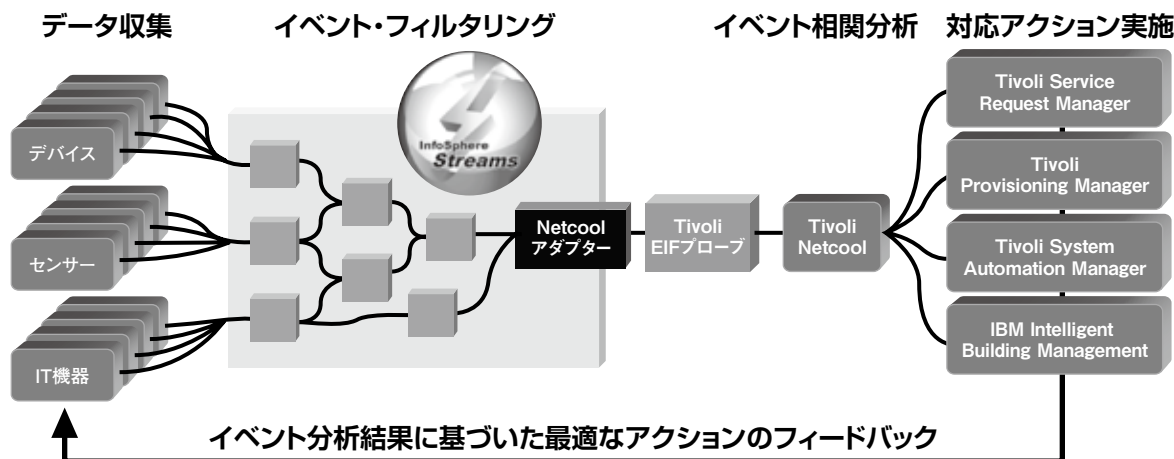 データ収集
イベント・フィルタリング
イベント相関分析
対応アクション実施
InfoSphere
Streams
デバイス
センサー
IT機器
Netcool
アダプター
Tivoli
EIFプローブ
Tivoli
Netcool
Tivoli Service
Request Manager
Tivoli
Provisioning Manager
Tivoli System
Automation Manager
IBM Intelligent
Building Management
イベント分析結果に基づいた最適なアクションのフィードバック